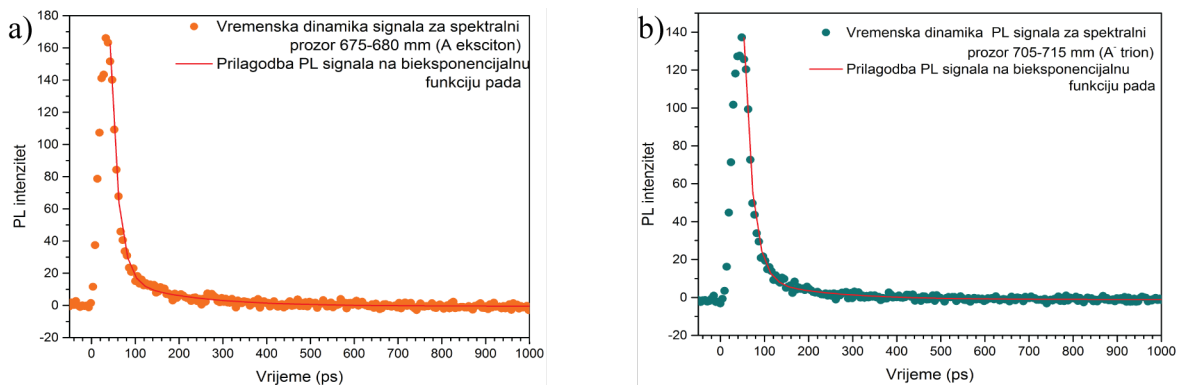 a)
180
160
140
120
100
80
60
40
20
0
-20
PL intenzitet
Vremenska dinamika signala za spektralni
prozor 675-680 mm (A eksciton)
Prilagodba PL signala na bieksponencijalnu
funkciju pada
0 100 200 300 400 500 600 700 800 900 1000
Vrijeme (ps)
b)
140
120
100
80
60
40
20
0
-20
PL intenzitet
Vremenska dinamika PL signala za spektralni
prozor 705-715 mm (A⁻ trion)
Prilagodba PL signala na bieksponencijalnu
funkciju pada
0 100 200 300 400 500 600 700 800 900 1000
Vrijeme (ps)